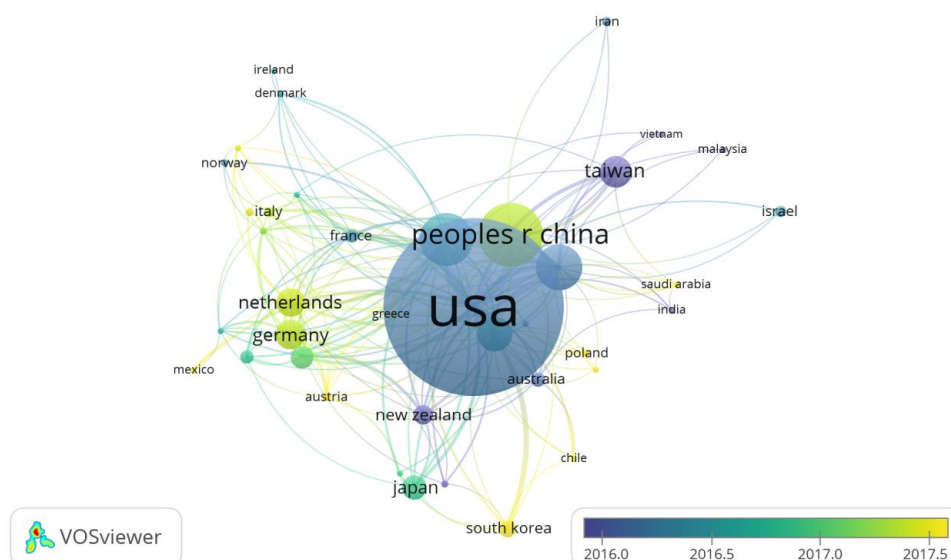 iran
ireland
denmark
vietnam
malaysia
norway
taiwan
italy
israel
france
peoples r china
saudi arabia
netherlands
india
greece
usa
germany
poland
mexico
australia
austria
new zealand
chile
japan
south korea
VOSviewer
2016.0 2016.5 2017.0 2017.5